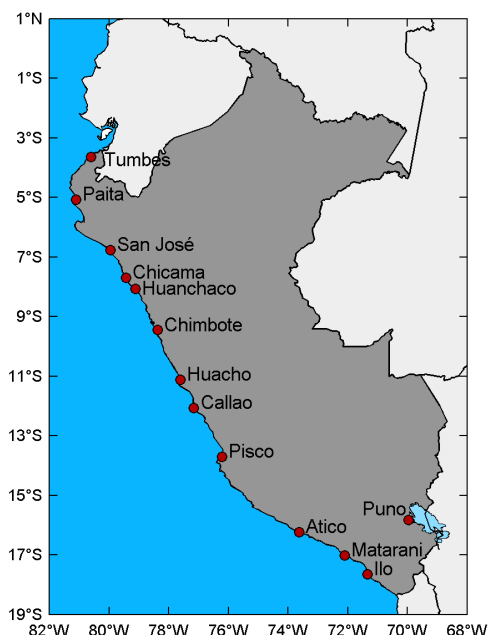 1°N
1°S
3°S
Tumbes
5°S
Paita
7°S
San José
Chicama
Huanchaco
9°S
Chimbote
11°S
Huacho
Callao
13°S
Pisco
15°S
Puno
Atico
17°S
Matarani
Ilo
19°S
82°W 80°W 78°W 76°W 74°W 72°W 70°W 68°W